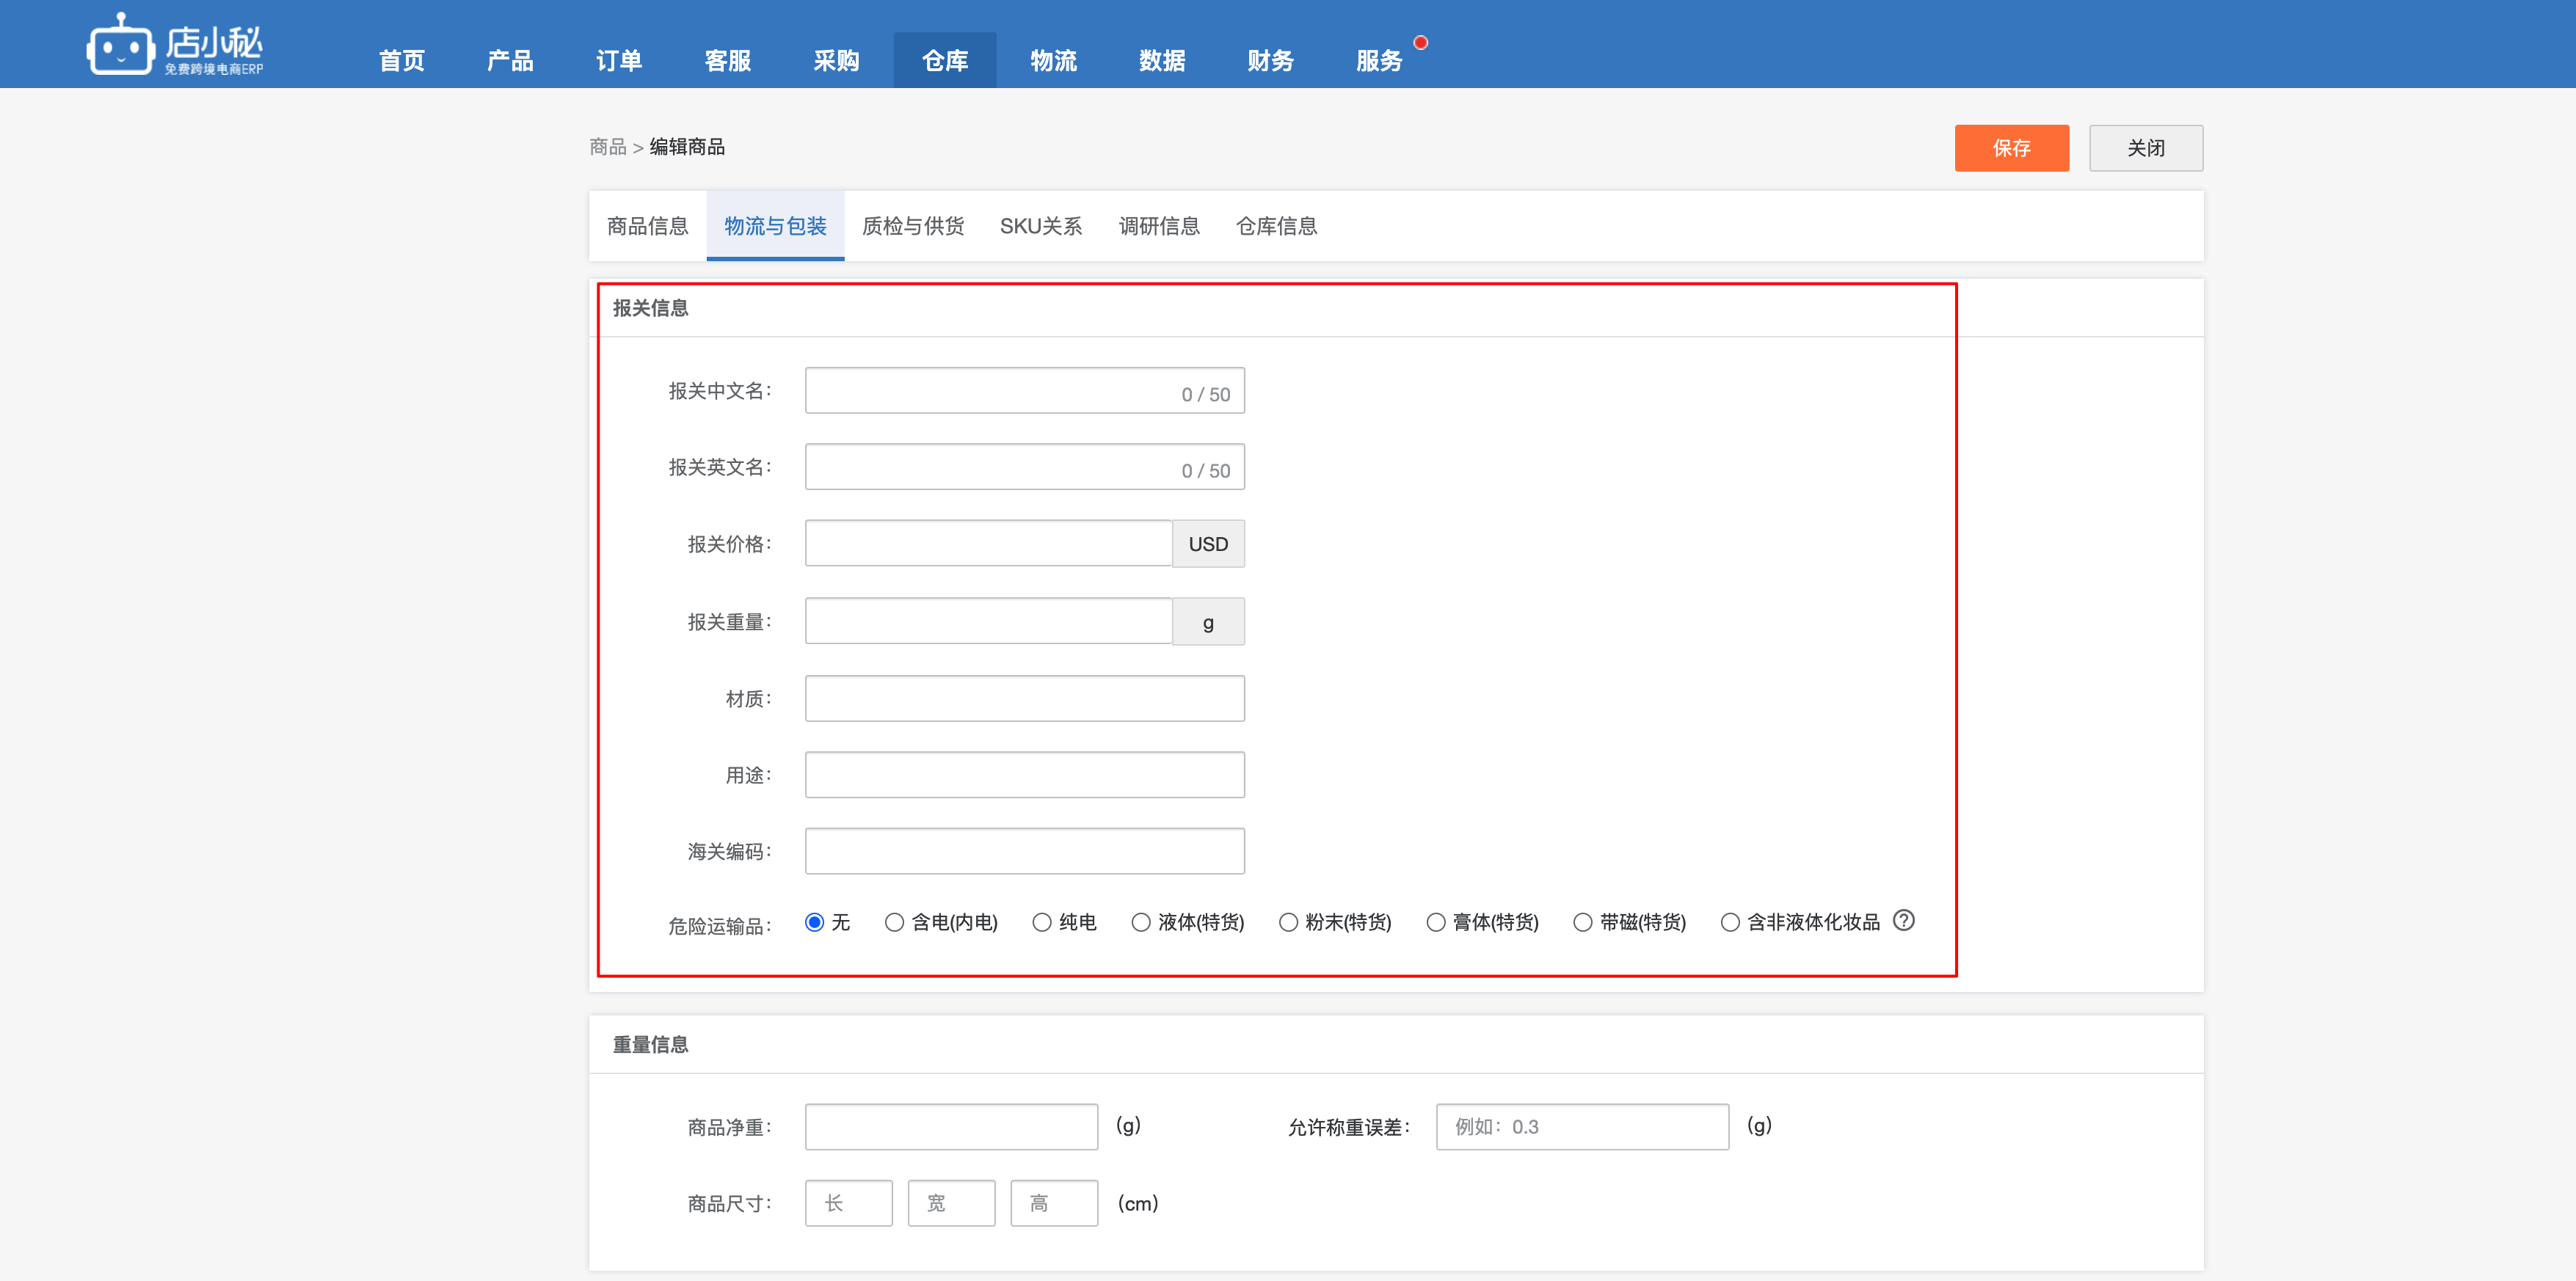 店小秘
免费跨境电商ERP
首页 产品 订单 客服 采购 仓库 物流 数据 财务 服务
商品 > 编辑商品
保存 关闭
商品信息 物流与包装 质检与供货 SKU关系 调研信息 仓库信息
报关信息
报关中文名： 0 / 50
报关英文名： 0 / 50
报关价格： USD
报关重量： g
材质：
用途：
海关编码：
危险运输品： 无 含电(内电) 纯电 液体(特货) 粉末(特货) 膏体(特货) 带磁(特货) 含非液体化妆品 ?
重量信息
商品净重： (g) 允许称重误差： 例如：0.3 (g)
商品尺寸： 长 宽 高 (cm)